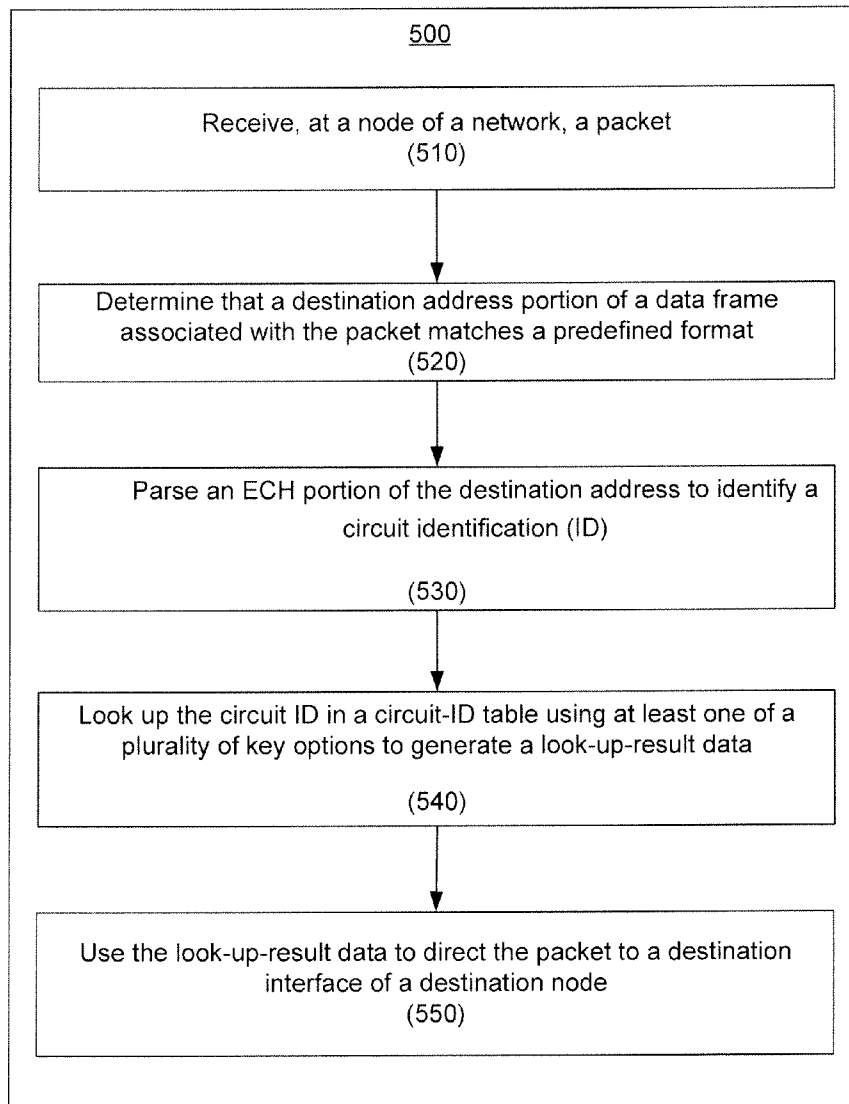 500
Receive, at a node of a network, a packet
(510)
Determine that a destination address portion of a data frame
associated with the packet matches a predefined format
(520)
Parse an ECH portion of the destination address to identify a
circuit identification (ID)
(530)
Look up the circuit ID in a circuit-ID table using at least one of a
plurality of key options to generate a look-up-result data
(540)
Use the look-up-result data to direct the packet to a destination
interface of a destination node
(550)